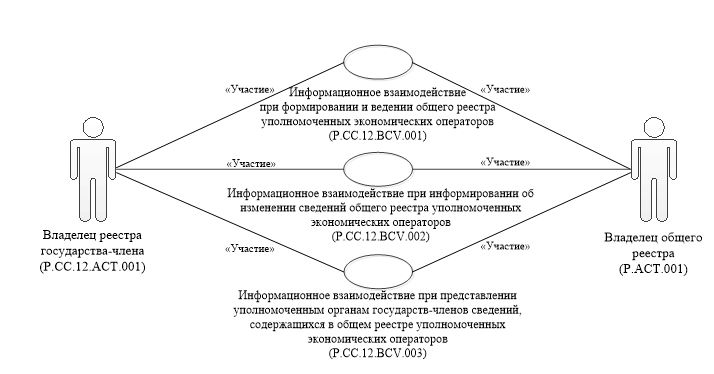 «Участие»
«Участие»
Информационное взаимодействие
при формировании и ведении общего реестра
уполномоченных экономических операторов
(P.CC.12.BCV.001)
«Участие»
«Участие»
Информационное взаимодействие при информировании об
изменении сведений общего реестра уполномоченных
экономических операторов
(P.CC.12.BCV.002)
Владелец реестра
государства-члена
(P.CC.12.ACT.001)
Владелец общего
реестра
(P.ACT.001)
«Участие»
«Участие»
Информационное взаимодействие при представлении
уполномоченным органам государств-членов сведений,
содержащихся в общем реестре уполномоченных
экономических операторов
(P.CC.12.BCV.003)